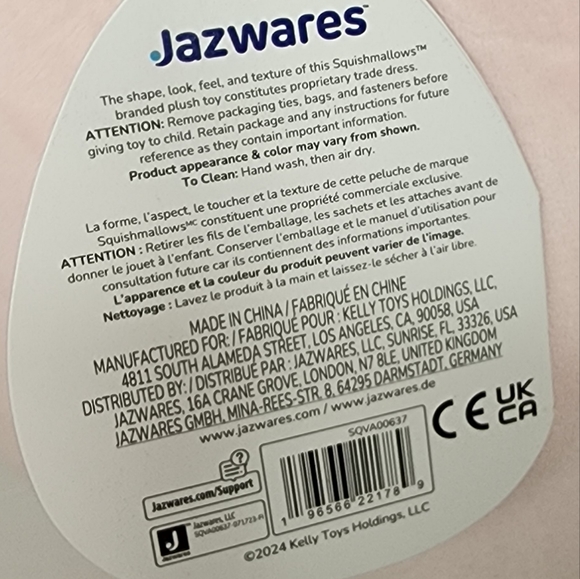 Jazwares™
The shape, look, feel, and texture of this Squishmallows™
branded plush toy constitutes proprietary trade dress.
ATTENTION: Remove packaging ties, bags, and fasteners before
giving toy to child. Retain package and any instructions for future
reference as they contain important information.
Product appearance & color may vary from shown.
To Clean: Hand wash, then air dry.
La forme, l'aspect, le toucher et la texture de cette peluche de marque
Squishmallowsᴹᶜ constituent une propriété commerciale exclusive.
ATTENTION : Retirer les fils de l'emballage, les sachets et les attaches avant de
donner le jouet à l'enfant. Conserver l'emballage et le manuel d'utilisation pour
consultation future car ils contiennent des informations importantes.
L'apparence et la couleur du produit peuvent varier de l'image.
Nettoyage : Lavez le produit à la main et laissez-le sécher à l'air libre.
MADE IN CHINA / FABRIQUÉ EN CHINE
MANUFACTURED FOR: / FABRIQUÉ POUR : KELLY TOYS HOLDINGS, LLC,
4811 SOUTH ALAMEDA STREET, LOS ANGELES, CA, 90058, USA
DISTRIBUTED BY: / DISTRIBUÉ PAR : JAZWARES, LLC, SUNRISE, FL, 33326, USA
JAZWARES, 16A CRANE GROVE, LONDON, N7 8LE, UNITED KINGDOM
JAZWARES GMBH, MINA-REES-STR. 8, 64295 DARMSTADT, GERMANY
www.jazwares.com / www.jazwares.de
CE UK CA
SQVA00637
1 96566 22178 9
?
Jazwares.com/Support
J
Jazwares, LLC
SQVA00637 071723-PI
©2024 Kelly Toys Holdings, LLC